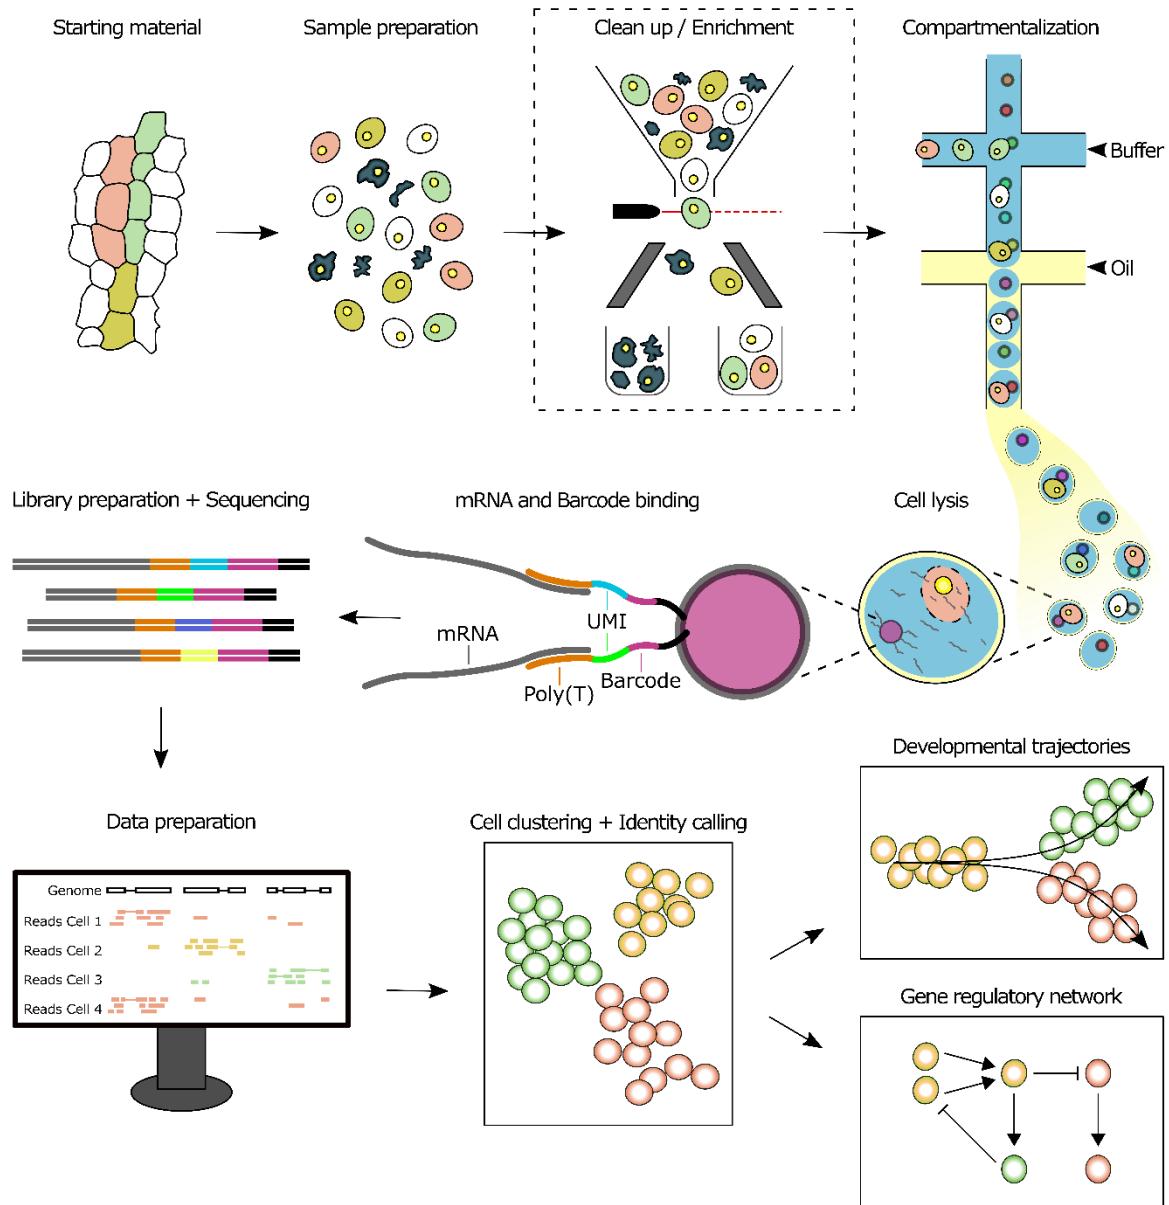 Starting material
Sample preparation
Clean up / Enrichment
Compartmentalization
Buffer
Oil
Library preparation + Sequencing
mRNA and Barcode binding
Cell lysis
UMI
mRNA
Barcode
Poly(T)
Developmental trajectories
Data preparation
Cell clustering + Identity calling
Genome
Reads Cell 1
Reads Cell 2
Reads Cell 3
Reads Cell 4
Gene regulatory network